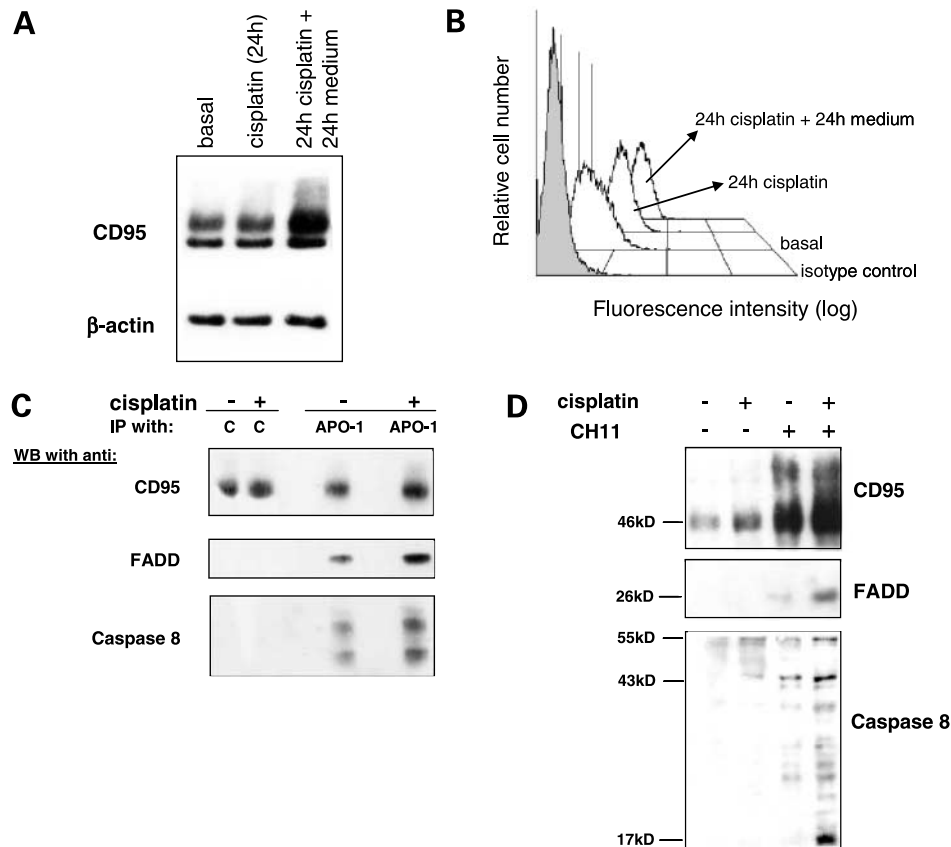 A
basal
cisplatin (24h)
24h cisplatin +
24h medium
CD95
β-actin
B
Relative cell number
24h cisplatin + 24h medium
24h cisplatin
basal
isotype control
Fluorescence intensity (log)
C
cisplatin - + - +
IP with: C C APO-1 APO-1
WB with anti:
CD95
FADD
Caspase 8
D
cisplatin - + - +
CH11 - - + +
46kD
CD95
26kD
FADD
55kD
43kD
Caspase 8
17kD